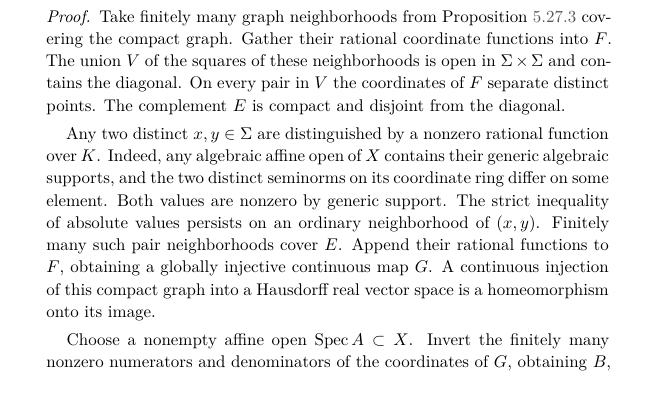 Proof. Take finitely many graph neighborhoods from Proposition 5.27.3 cov-
ering the compact graph. Gather their rational coordinate functions into F.
The union V of the squares of these neighborhoods is open in Σ × Σ and con-
tains the diagonal. On every pair in V the coordinates of F separate distinct
points. The complement E is compact and disjoint from the diagonal.
Any two distinct x, y ∈ Σ are distinguished by a nonzero rational function
over K. Indeed, any algebraic affine open of X contains their generic algebraic
supports, and the two distinct seminorms on its coordinate ring differ on some
element. Both values are nonzero by generic support. The strict inequality
of absolute values persists on an ordinary neighborhood of (x, y). Finitely
many such pair neighborhoods cover E. Append their rational functions to
F, obtaining a globally injective continuous map G. A continuous injection
of this compact graph into a Hausdorff real vector space is a homeomorphism
onto its image.
Choose a nonempty affine open Spec A ⊂ X. Invert the finitely many
nonzero numerators and denominators of the coordinates of G, obtaining B,